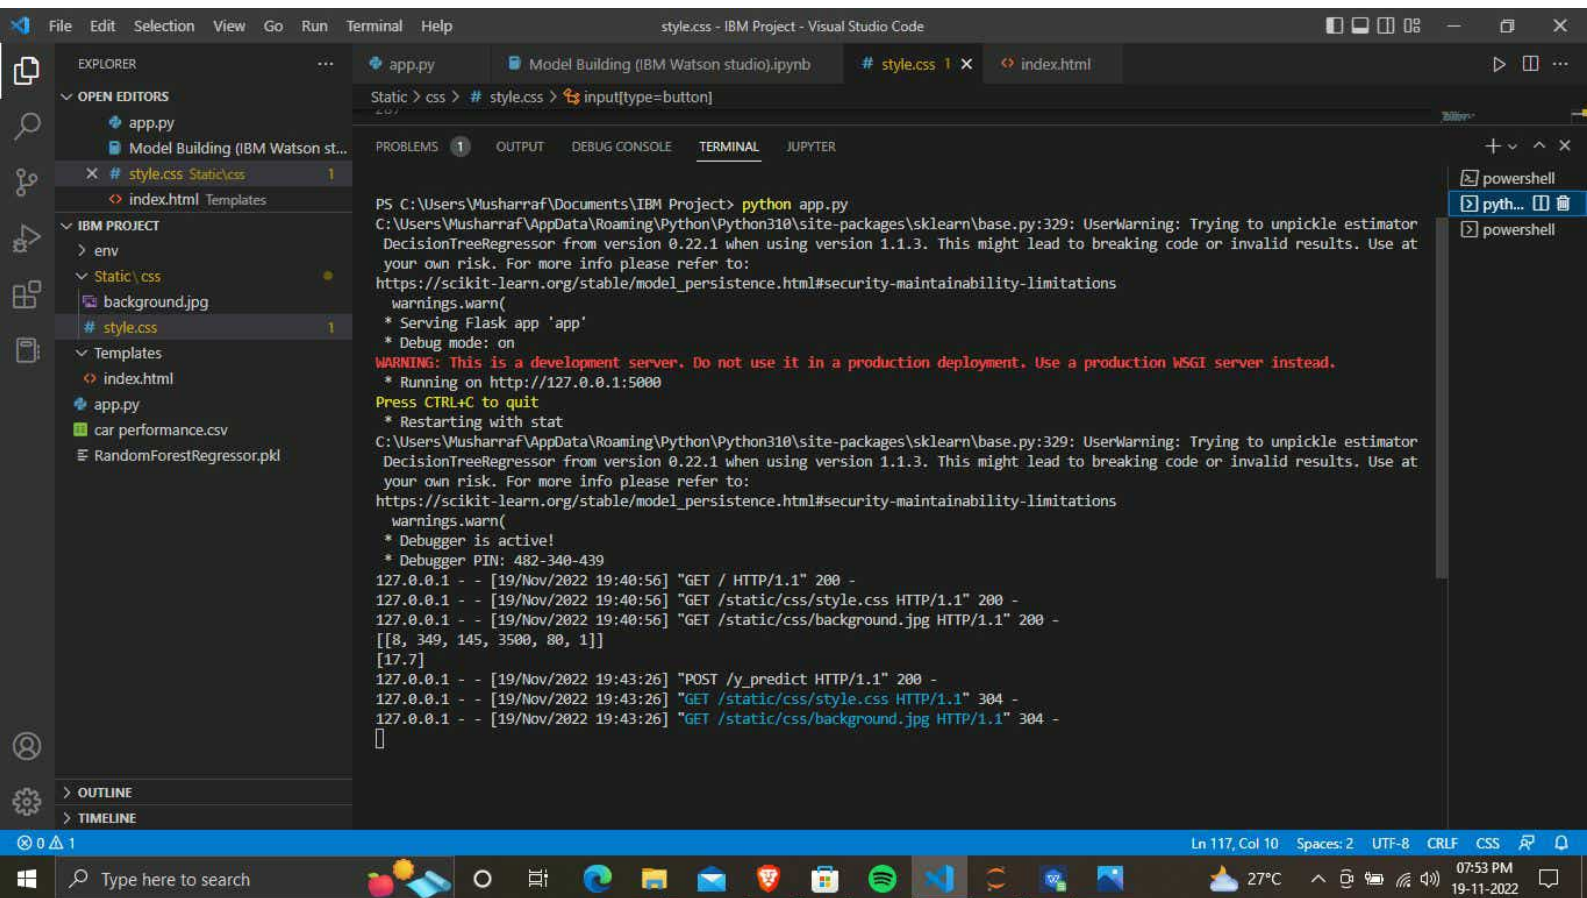 File Edit Selection View Go Run Terminal Help style.css - IBM Project - Visual Studio Code
EXPLORER
OPEN EDITORS
app.py
Model Building (IBM Watson st...
# style.css Static\css 1
index.html Templates
IBM PROJECT
env
Static \ css
background.jpg
# style.css 1
Templates
index.html
app.py
car performance.csv
RandomForestRegressor.pkl
OUTLINE
TIMELINE
app.py Model Building (IBM Watson studio).ipynb # style.css 1 index.html
Static > css > # style.css > input[type=button]
PROBLEMS 1 OUTPUT DEBUG CONSOLE TERMINAL JUPYTER
PS C:\Users\Musharraf\Documents\IBM Project> python app.py
C:\Users\Musharraf\AppData\Roaming\Python\Python310\site-packages\sklearn\base.py:329: UserWarning: Trying to unpickle estimator
DecisionTreeRegressor from version 0.22.1 when using version 1.1.3. This might lead to breaking code or invalid results. Use at
your own risk. For more info please refer to:
https://scikit-learn.org/stable/model_persistence.html#security-maintainability-limitations
warnings.warn(
* Serving Flask app 'app'
* Debug mode: on
WARNING: This is a development server. Do not use it in a production deployment. Use a production WSGI server instead.
* Running on http://127.0.0.1:5000
Press CTRL+C to quit
* Restarting with stat
C:\Users\Musharraf\AppData\Roaming\Python\Python310\site-packages\sklearn\base.py:329: UserWarning: Trying to unpickle estimator
DecisionTreeRegressor from version 0.22.1 when using version 1.1.3. This might lead to breaking code or invalid results. Use at
your own risk. For more info please refer to:
https://scikit-learn.org/stable/model_persistence.html#security-maintainability-limitations
warnings.warn(
* Debugger is active!
* Debugger PIN: 482-340-439
127.0.0.1 - - [19/Nov/2022 19:40:56] "GET / HTTP/1.1" 200 -
127.0.0.1 - - [19/Nov/2022 19:40:56] "GET /static/css/style.css HTTP/1.1" 200 -
127.0.0.1 - - [19/Nov/2022 19:40:56] "GET /static/css/background.jpg HTTP/1.1" 200 -
[[8, 349, 145, 3500, 80, 1]]
[17.7]
127.0.0.1 - - [19/Nov/2022 19:43:26] "POST /y_predict HTTP/1.1" 200 -
127.0.0.1 - - [19/Nov/2022 19:43:26] "GET /static/css/style.css HTTP/1.1" 304 -
127.0.0.1 - - [19/Nov/2022 19:43:26] "GET /static/css/background.jpg HTTP/1.1" 304 -
powershell
pyth...
powershell
0 1 Ln 117, Col 10 Spaces: 2 UTF-8 CRLF CSS
Type here to search 27°C 07:53 PM
19-11-2022